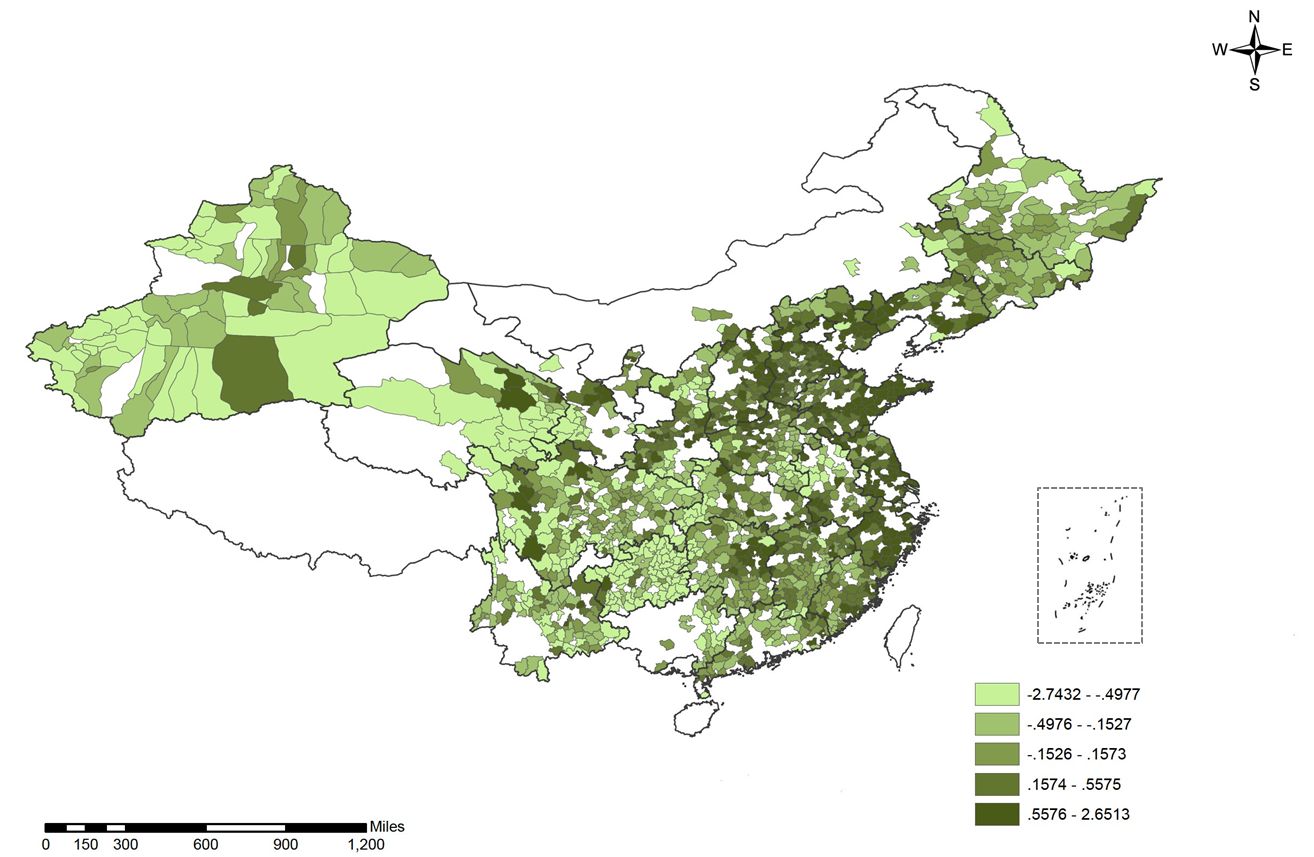 N
W E
S
-2.7432 - -.4977
-.4976 - -.1527
-.1526 - .1573
.1574 - .5575
.5576 - 2.6513
Miles
0 150 300 600 900 1,200